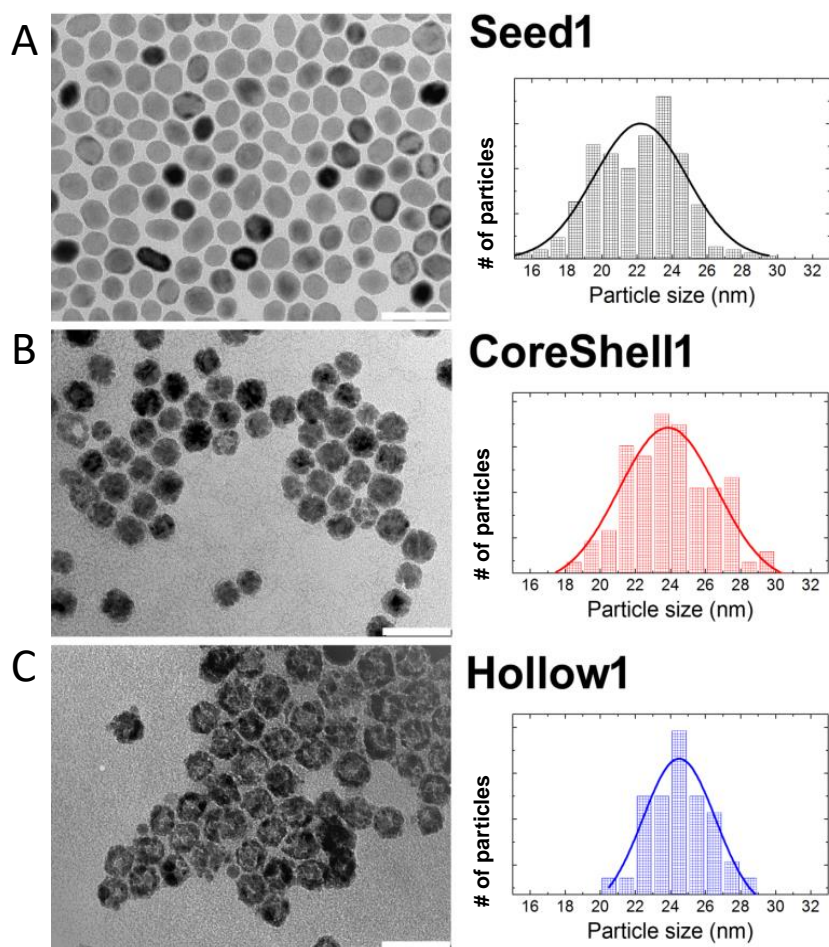 A
Seed1
# of particles
16 18 20 22 24 26 28 30 32
Particle size (nm)
B
CoreShell1
# of particles
16 18 20 22 24 26 28 30 32
Particle size (nm)
C
Hollow1
# of particles
16 18 20 22 24 26 28 30 32
Particle size (nm)